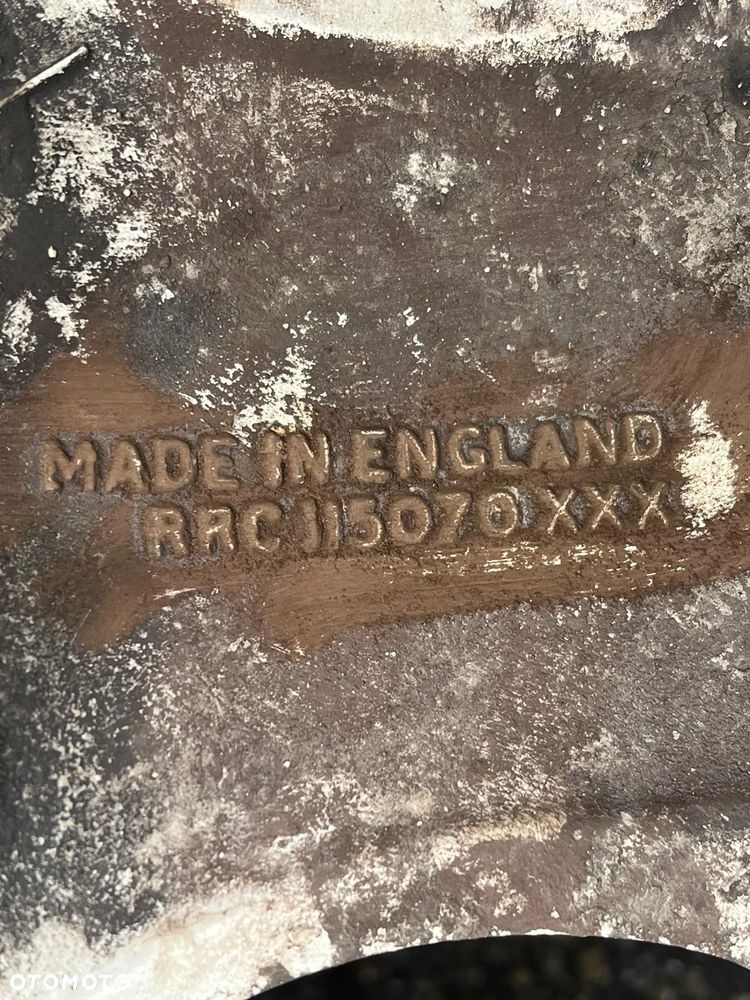 MADE IN ENGLAND
RRC115070XXX
OTOMOTO